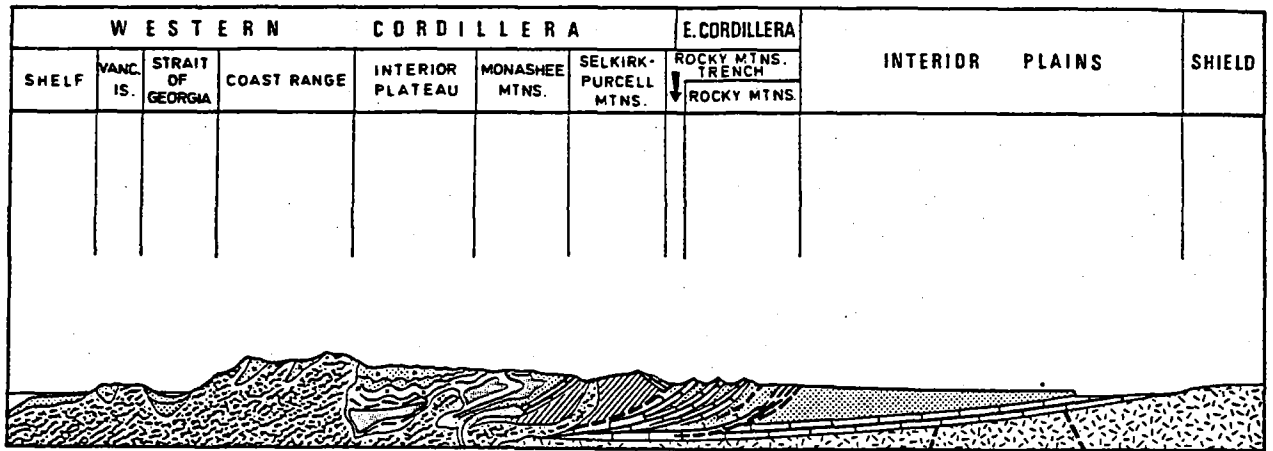 WESTERN CORDILLERA
E. CORDILLERA
INTERIOR PLAINS
SHIELD
SHELF
VANC.
IS.
STRAIT
OF
GEORGIA
COAST RANGE
INTERIOR
PLATEAU
MONASHEE
MTNS.
SELKIRK-
PURCELL
MTNS.
ROCKY MTNS.
TRENCH
ROCKY MTNS.